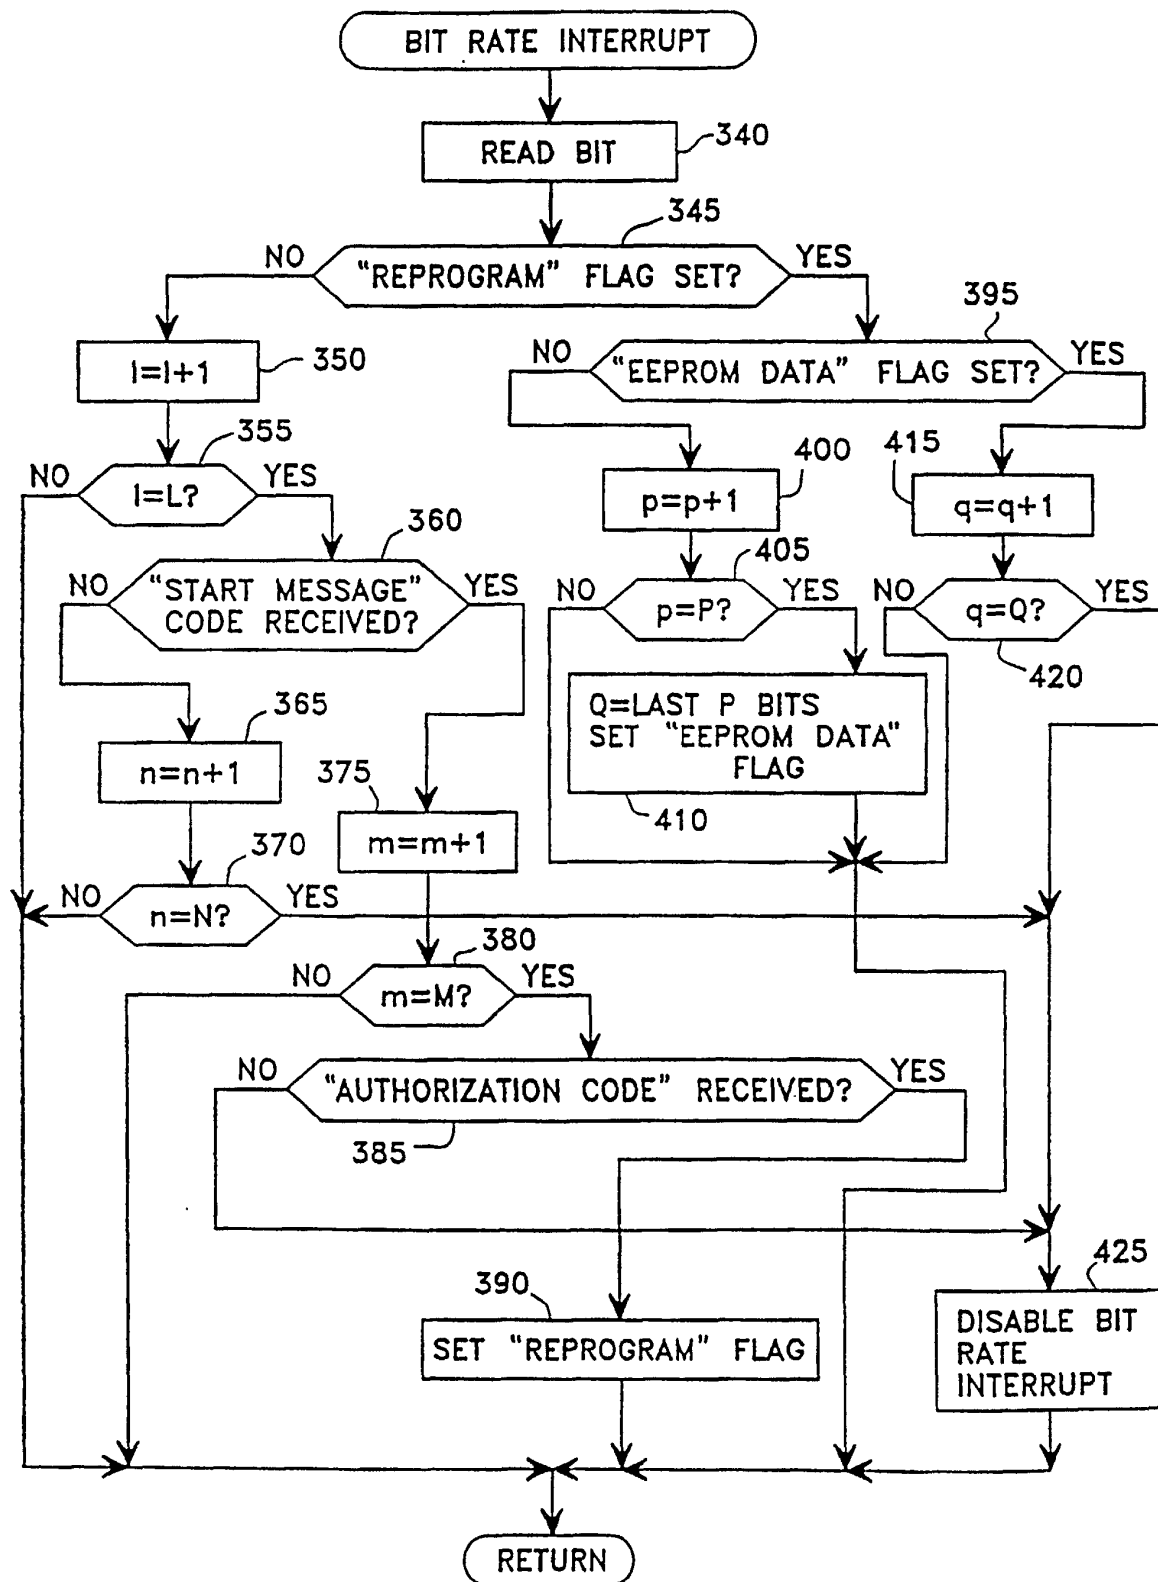 BIT RATE INTERRUPT
READ BIT
340
345
NO
"REPROGRAM" FLAG SET?
YES
395
l=l+1
350
NO
"EEPROM DATA" FLAG SET?
YES
355
NO
l=L?
YES
400
p=p+1
415
q=q+1
360
NO
"START MESSAGE"
CODE RECEIVED?
YES
405
NO
p=P?
YES
NO
q=Q?
YES
420
365
n=n+1
Q=LAST P BITS
SET "EEPROM DATA"
FLAG
410
375
m=m+1
370
NO
n=N?
YES
380
NO
m=M?
YES
NO
"AUTHORIZATION CODE" RECEIVED?
YES
385
390
SET "REPROGRAM" FLAG
425
DISABLE BIT
RATE
INTERRUPT
RETURN